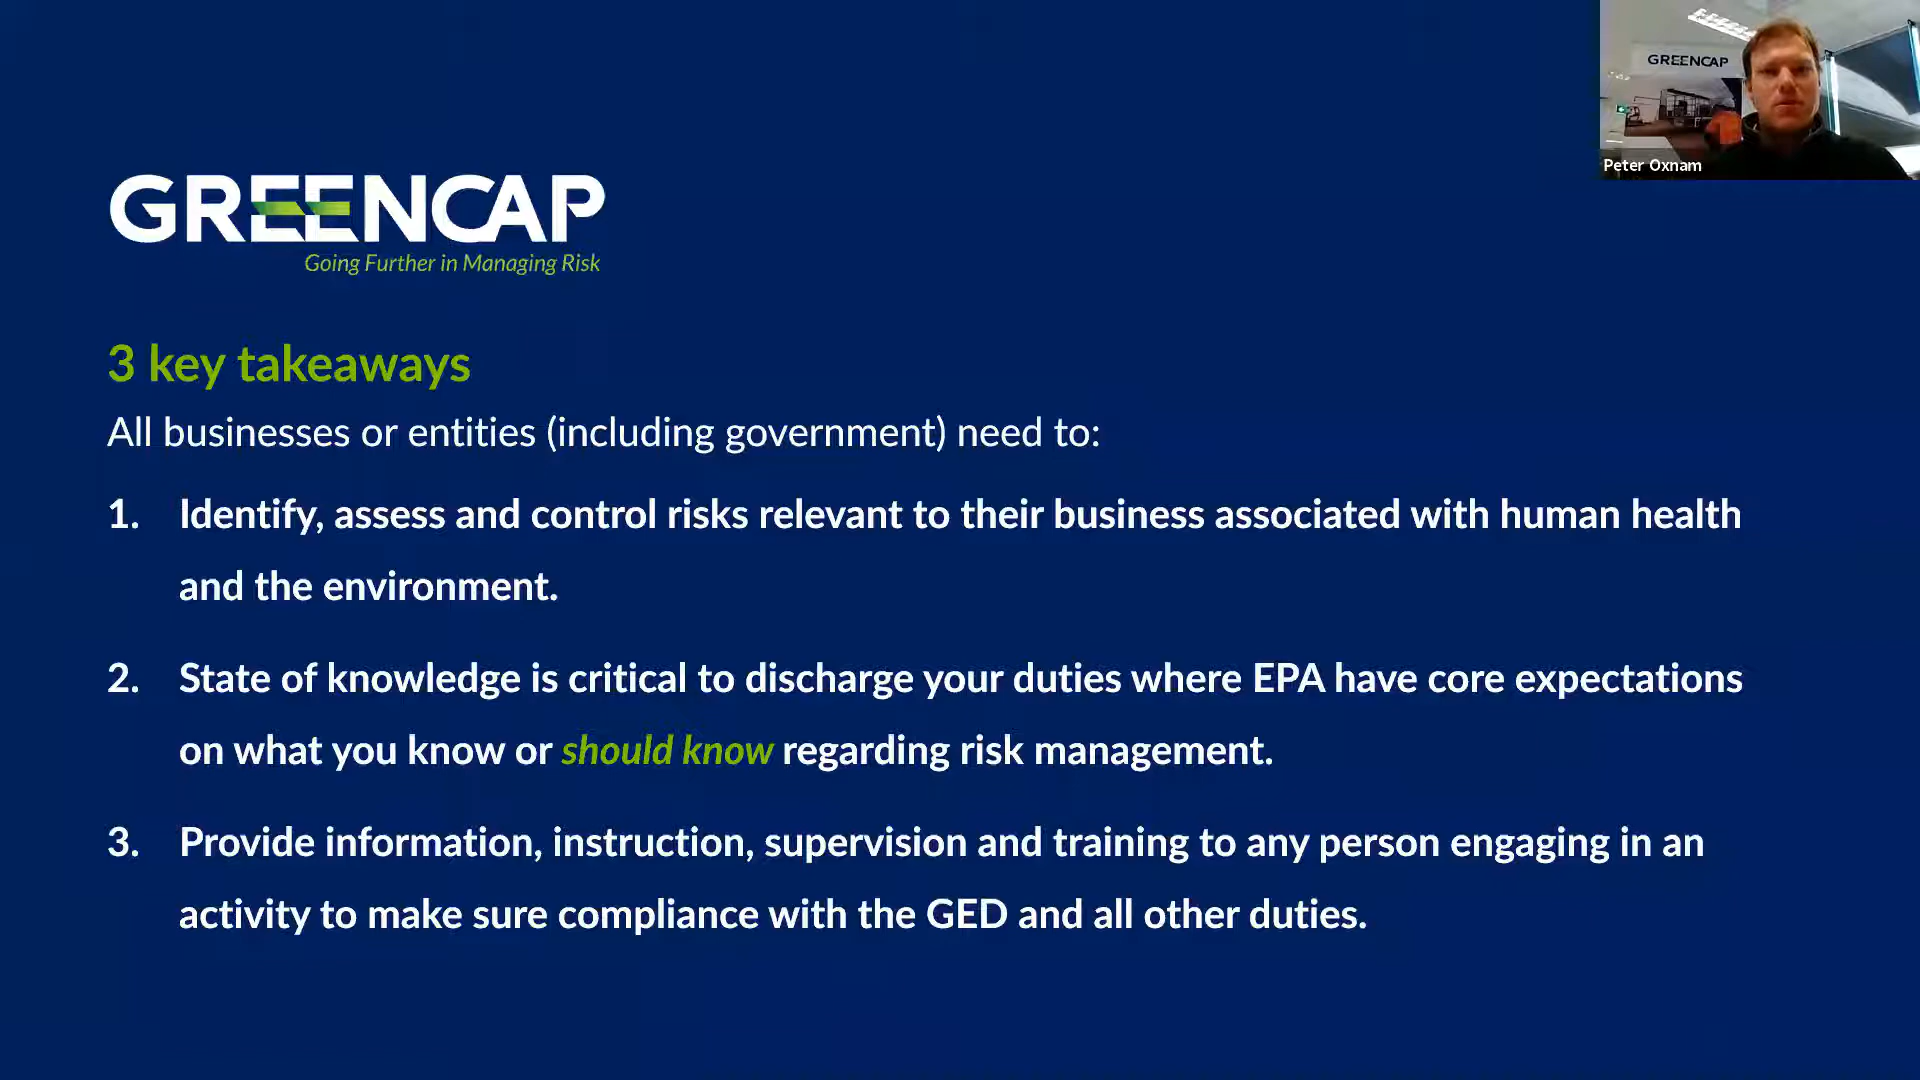 GREENCAP
Peter Oxnam
GREENCAP
Going Further in Managing Risk
3 key takeaways
All businesses or entities (including government) need to:
1. Identify, assess and control risks relevant to their business associated with human health
and the environment.
2. State of knowledge is critical to discharge your duties where EPA have core expectations
on what you know or should know regarding risk management.
3. Provide information, instruction, supervision and training to any person engaging in an
activity to make sure compliance with the GED and all other duties.